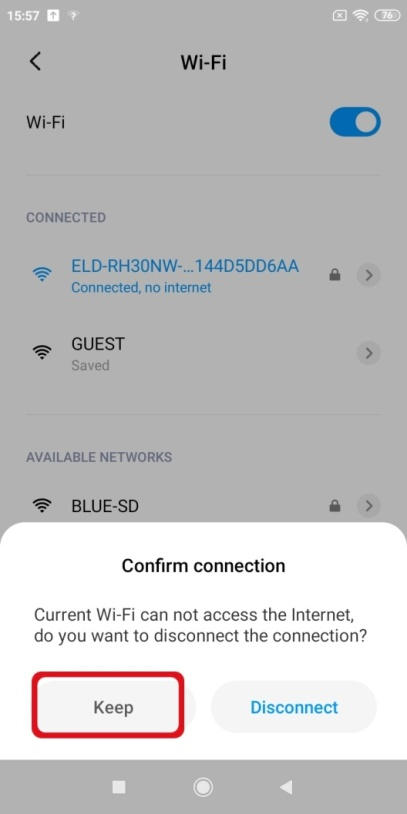 15:57
76
Wi-Fi
Wi-Fi
CONNECTED
ELD-RH30NW-...144D5DD6AA
Connected, no internet
GUEST
Saved
AVAILABLE NETWORKS
BLUE-SD
Confirm connection
Current Wi-Fi can not access the Internet,
do you want to disconnect the connection?
Keep
Disconnect